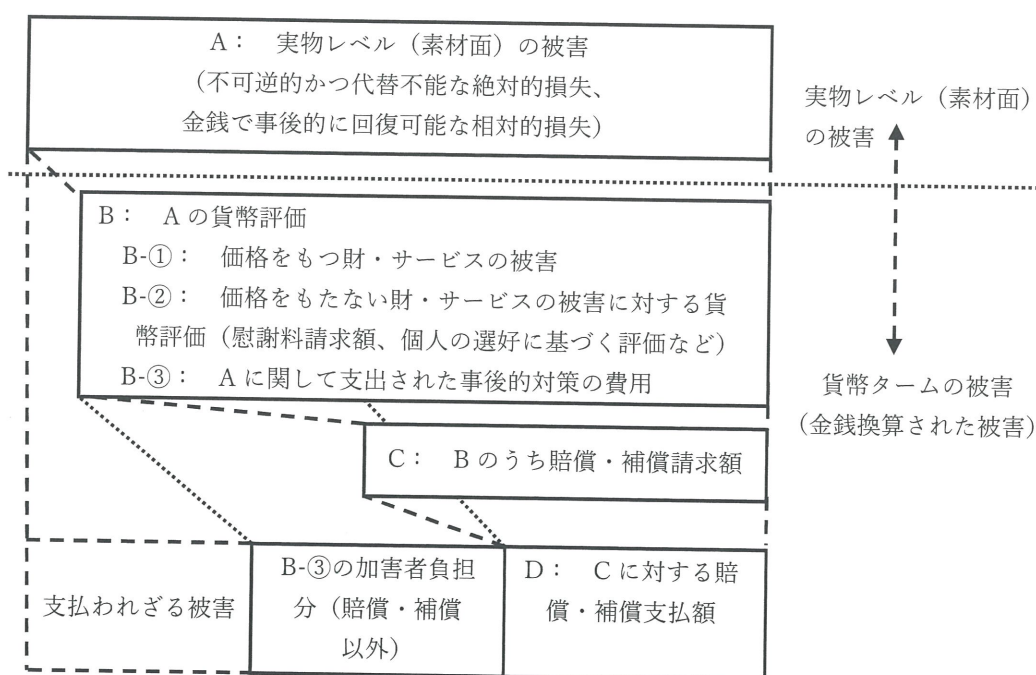 A： 実物レベル（素材面）の被害
（不可逆的かつ代替不能な絶対的損失、
金銭で事後的に回復可能な相対的損失）
実物レベル（素材面）
の被害
B： Aの貨幣評価
B-①： 価格をもつ財・サービスの被害
B-②： 価格をもたない財・サービスの被害に対する貨
幣評価（慰謝料請求額、個人の選好に基づく評価など）
B-③： Aに関して支出された事後的対策の費用
貨幣タームの被害
（金銭換算された被害）
C： Bのうち賠償・補償請求額
支払われざる被害
B-③の加害者負担
分（賠償・補償
以外）
D： Cに対する賠
償・補償支払額